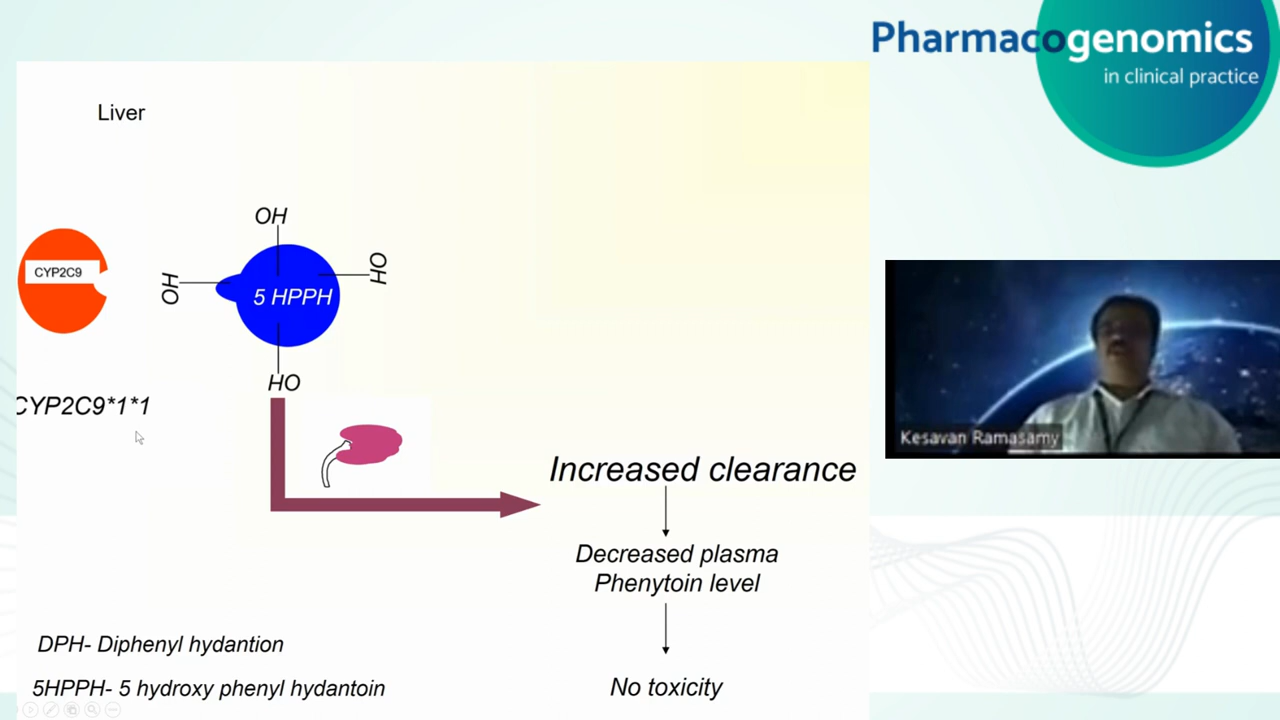 Pharmacogenomics
in clinical practice
Liver
OH
CYP2C9
OH
5 HPPH
HO
HO
CYP2C9*1*1
Increased clearance
Decreased plasma
Phenytoin level
No toxicity
DPH- Diphenyl hydantion
5HPPH- 5 hydroxy phenyl hydantoin
Kesavan Ramasamy